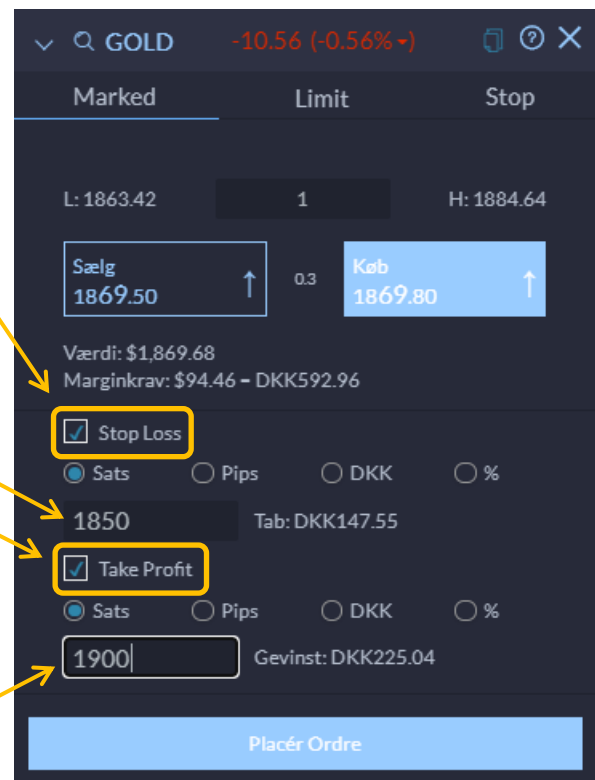 GOLD -10.56 (-0.56%)
Marked Limit Stop
L: 1863.42 1 H: 1884.64
Sælg Køb
1869.50 0.3 1869.80
Værdi: $1,869.68
Marginkrav: $94.46 – DKK592.96
Stop Loss
Sats Pips DKK %
1850 Tab: DKK147.55
Take Profit
Sats Pips DKK %
1900 Gevinst: DKK225.04
Placér Ordre